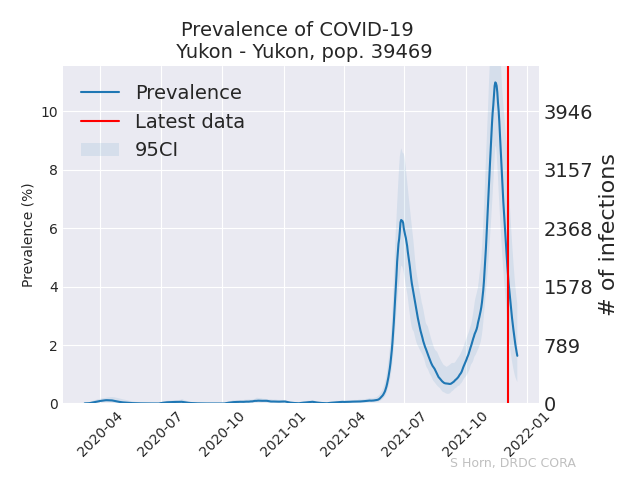 Prevalence of COVID-19
Yukon - Yukon, pop. 39469
Prevalence
Latest data
95CI
Prevalence (%)
10
8
6
4
2
0
3946
3157
2368
1578
789
0
# of infections
2020-04
2020-07
2020-10
2021-01
2021-04
2021-07
2021-10
2022-01
S Horn, DRDC CORA